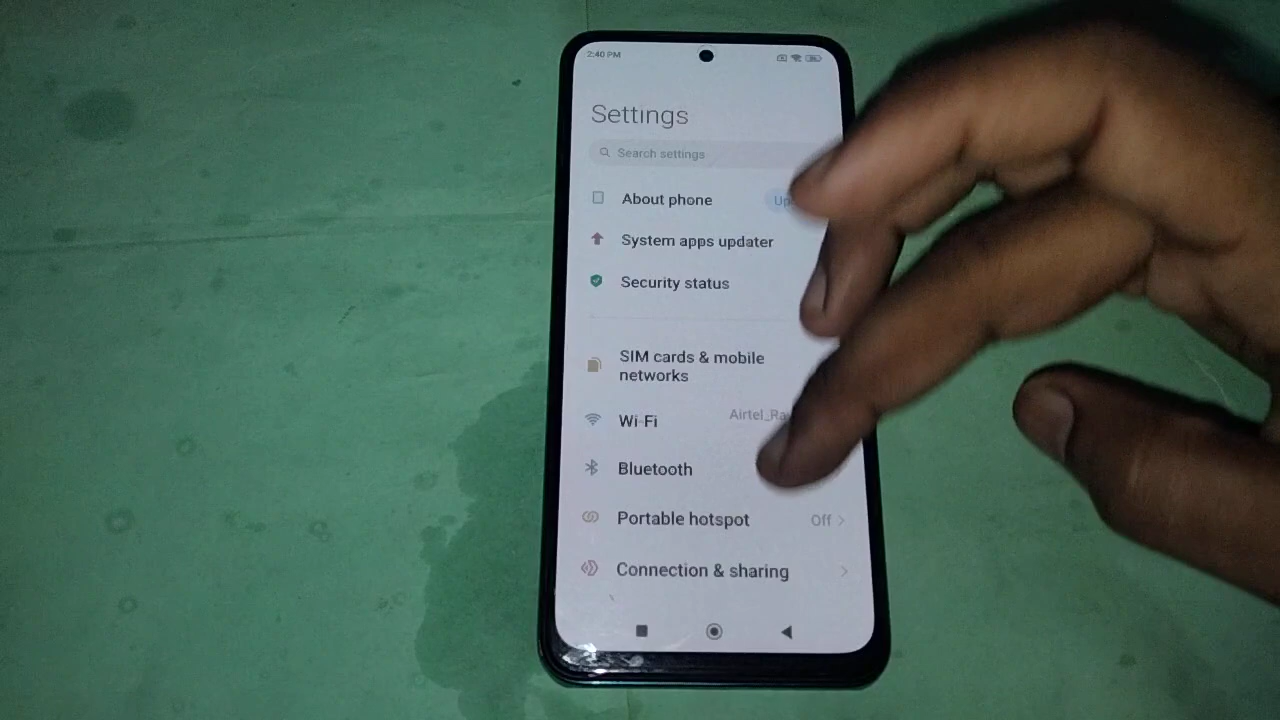 2:40 PM
Settings
Search settings
About phone
System apps updater
Security status
SIM cards & mobile
networks
Wi-Fi
Bluetooth
Portable hotspot Off
Connection & sharing